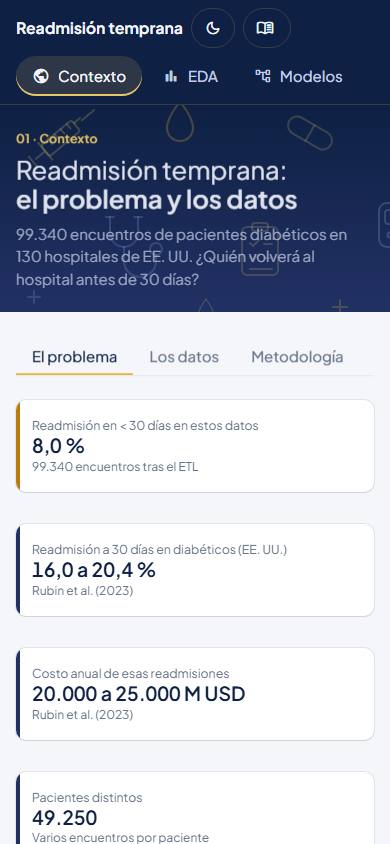 Readmisión temprana
Contexto
EDA
Modelos
01 · Contexto
Readmisión temprana:
el problema y los datos
99.340 encuentros de pacientes diabéticos en
130 hospitales de EE. UU. ¿Quién volverá al
hospital antes de 30 días?
El problema
Los datos
Metodología
Readmisión en < 30 días en estos datos
8,0 %
99.340 encuentros tras el ETL
Readmisión a 30 días en diabéticos (EE. UU.)
16,0 a 20,4 %
Rubin et al. (2023)
Costo anual de esas readmisiones
20.000 a 25.000 M USD
Rubin et al. (2023)
Pacientes distintos
49.250
Varios encuentros por paciente